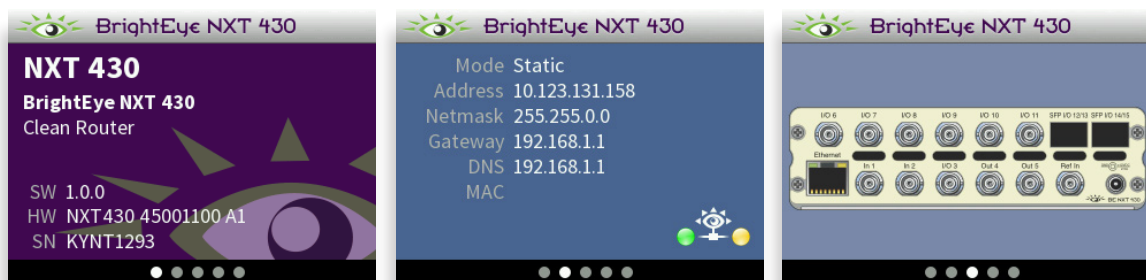 BrightEye NXT 430
NXT 430
BrightEye NXT 430
Clean Router
SW 1.0.0
HW NXT430 45001100 A1
SN KYNT1293
BrightEye NXT 430
Mode Static
Address 10.123.131.158
Netmask 255.255.0.0
Gateway 192.168.1.1
DNS 192.168.1.1
MAC
BrightEye NXT 430
I/O 6 I/O 7 I/O 8 I/O 9 I/O 10 I/O 11 SFP I/O 12/13 SFP I/O 14/15
Ethernet In 1 In 2 I/O 3 Out 4 Out 5 Ref In
BE NXT 430